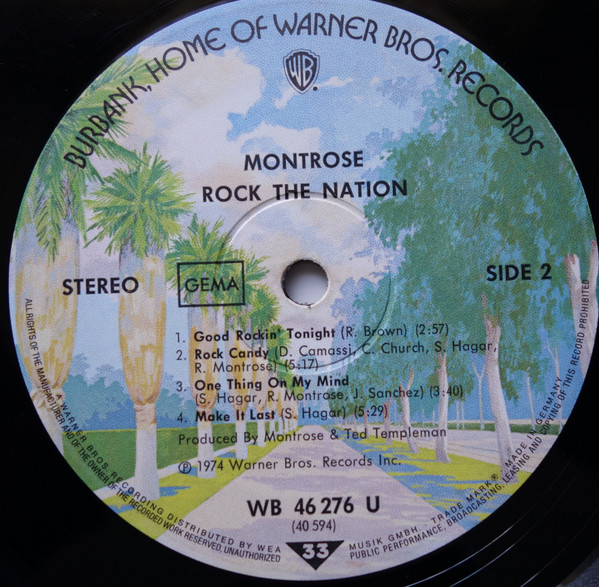 BURBANK, HOME OF WARNER BROS. RECORDS
WB
MONTROSE
ROCK THE NATION
STEREO
GEMA
SIDE 2
1. Good Rockin' Tonight (R. Brown) (2:57)
2. Rock Candy (D. Camassi, C. Church, S. Hagar,
R. Montrose) (5:17)
3. One Thing On My Mind
(S. Hagar, R. Montrose, J. Sanchez) (3:40)
4. Make It Last (S. Hagar) (5:29)
Produced By Montrose & Ted Templeman
℗ 1974 Warner Bros. Records Inc.
WB 46 276 U
(40 594)
33
A WARNER BROS. RECORDING DISTRIBUTED BY WEA MUSIK GMBH. TRADE MARK® MADE IN GERMANY
ALL RIGHTS OF THE MANUFACTURER AND OF THE OWNER OF THE RECORDED WORK RESERVED, UNAUTHORIZED PUBLIC PERFORMANCE, BROADCASTING, LEASING AND COPYING OF THIS RECORD PROHIBITED